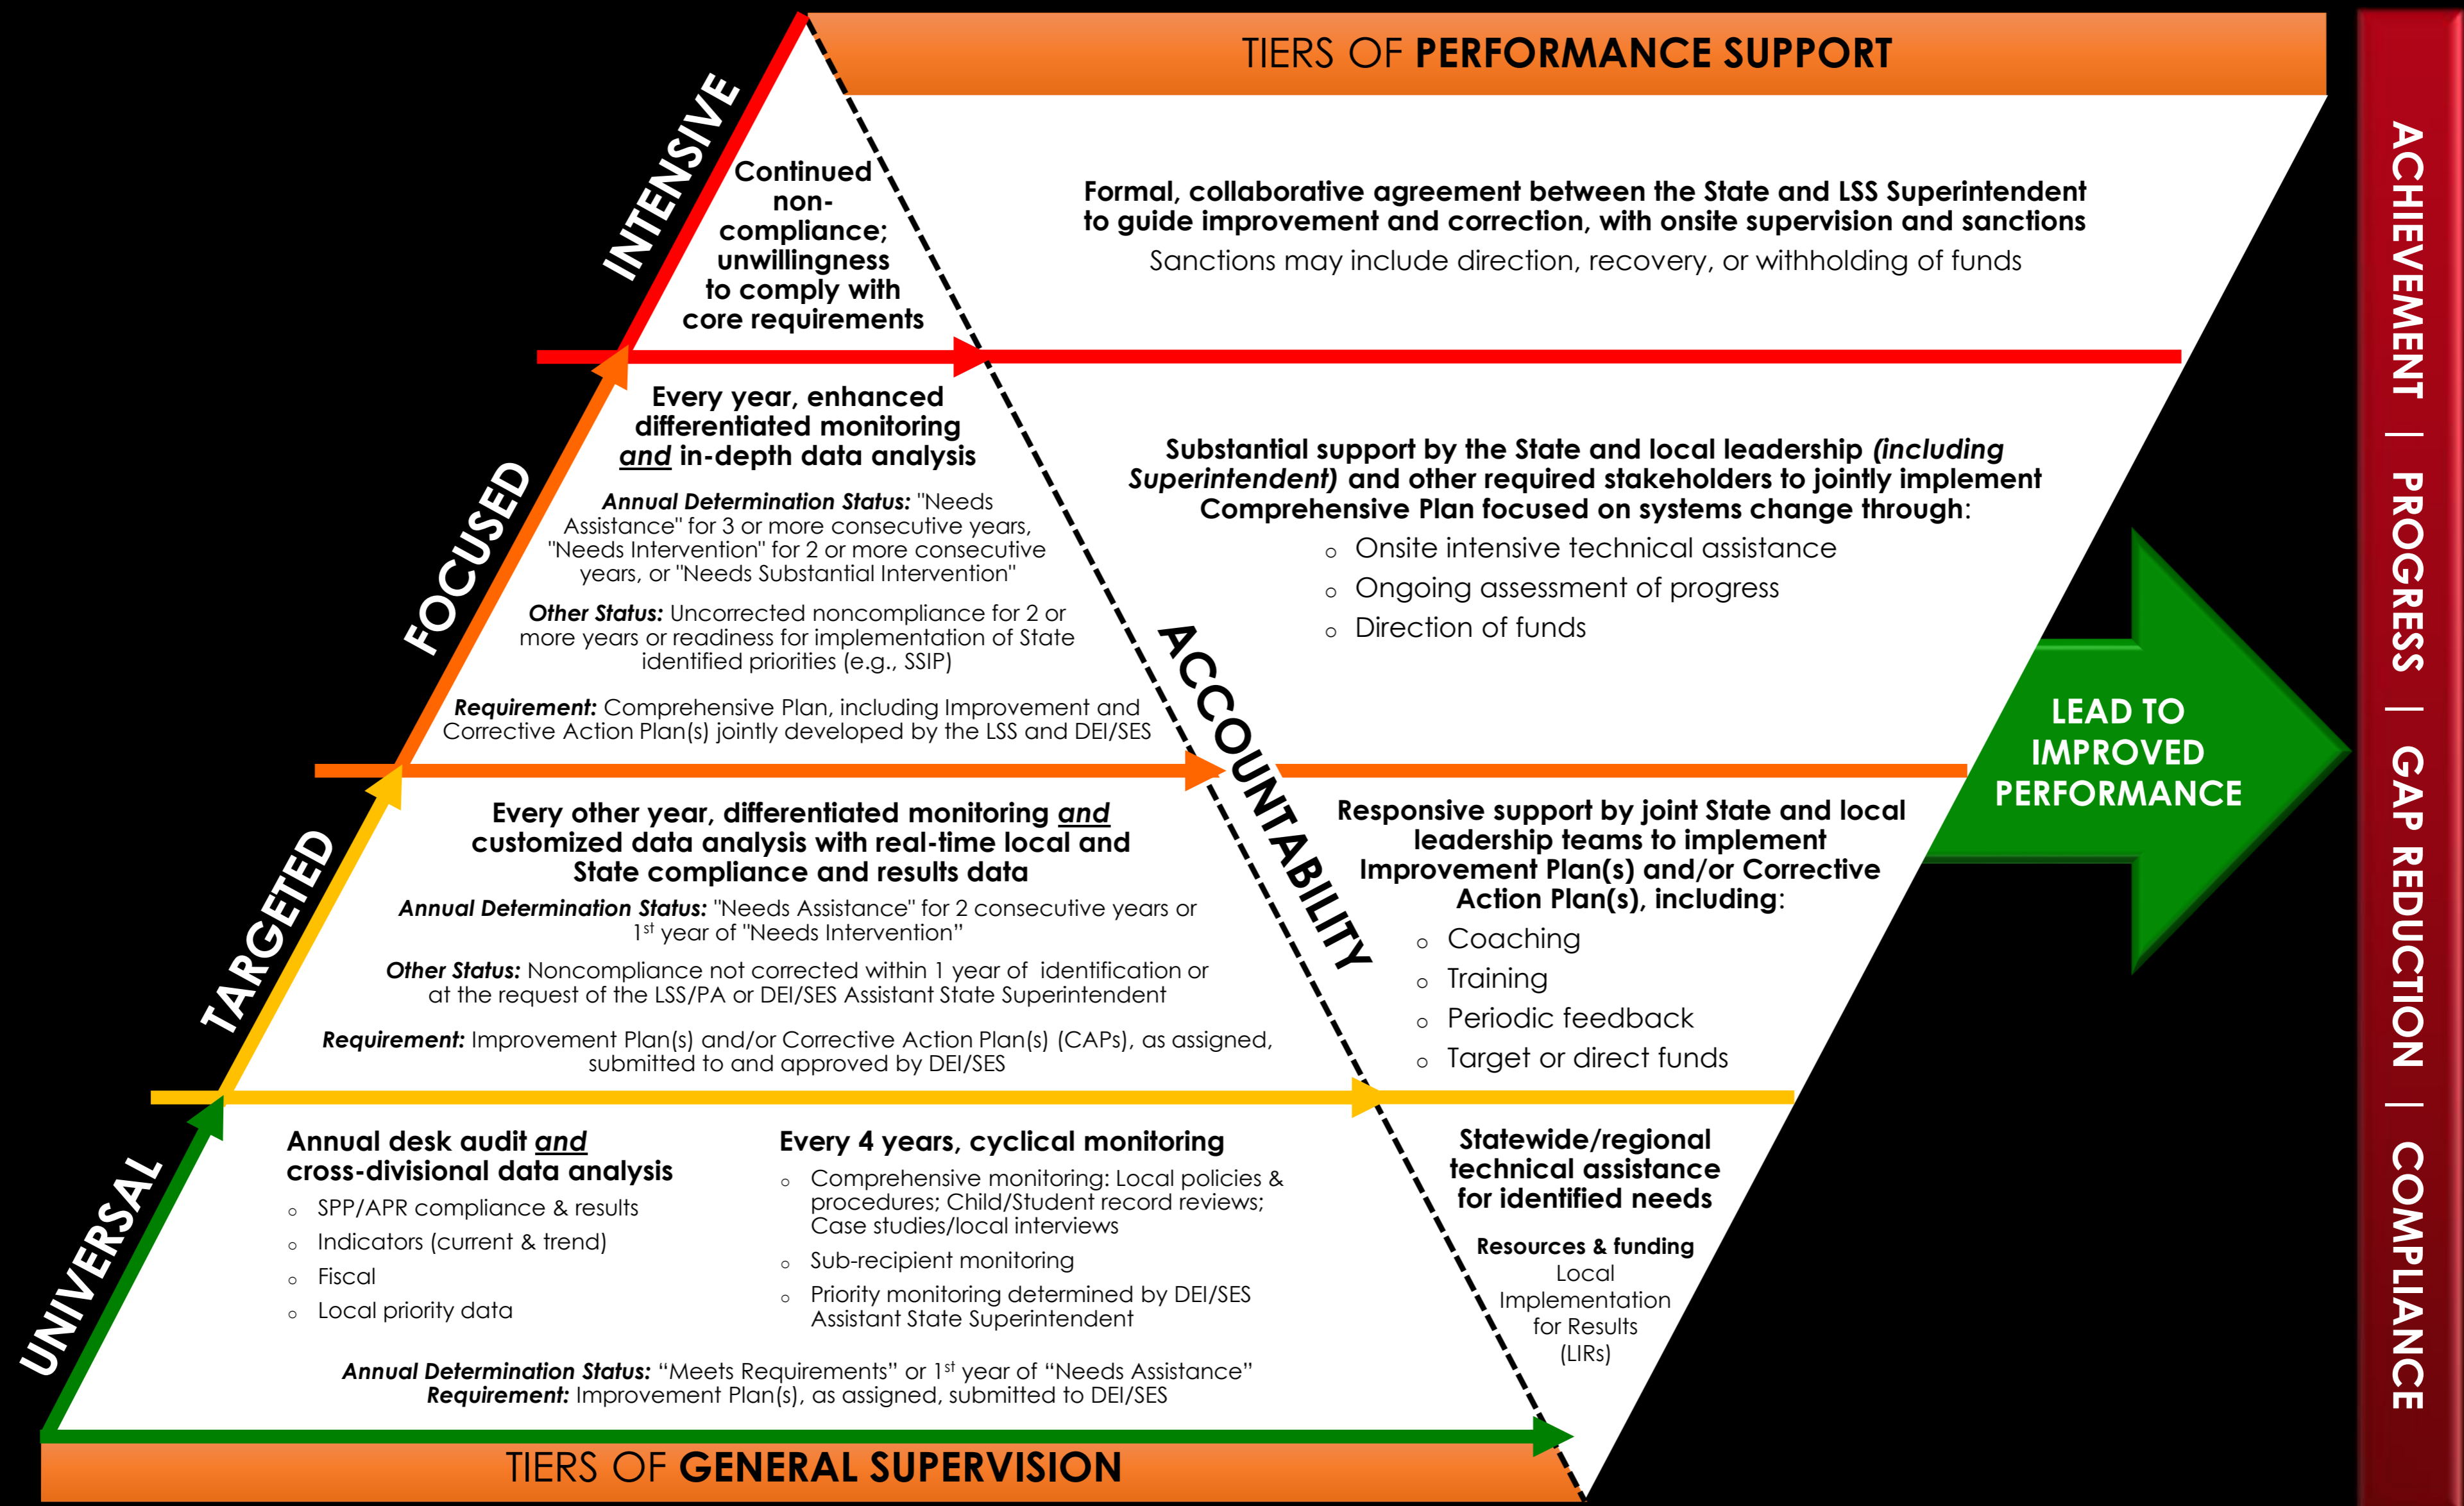 TIERS OF PERFORMANCE SUPPORT
INTENSIVE
Continued
non-
compliance;
unwillingness
to comply with
core requirements
Formal, collaborative agreement between the State and LSS Superintendent
to guide improvement and correction, with onsite supervision and sanctions
Sanctions may include direction, recovery, or withholding of funds
FOCUSED
Every year, enhanced
differentiated monitoring
and in-depth data analysis
Annual Determination Status: "Needs
Assistance" for 3 or more consecutive years,
"Needs Intervention" for 2 or more consecutive
years, or "Needs Substantial Intervention"
Other Status: Uncorrected noncompliance for 2 or
more years or readiness for implementation of State
identified priorities (e.g., SSIP)
Requirement: Comprehensive Plan, including Improvement and
Corrective Action Plan(s) jointly developed by the LSS and DEI/SES
Substantial support by the State and local leadership (including
Superintendent) and other required stakeholders to jointly implement
Comprehensive Plan focused on systems change through:
o Onsite intensive technical assistance
o Ongoing assessment of progress
o Direction of funds
ACCOUNTABILITY
TARGETED
Every other year, differentiated monitoring and
customized data analysis with real-time local and
State compliance and results data
Annual Determination Status: "Needs Assistance" for 2 consecutive years or
1st year of "Needs Intervention”
Other Status: Noncompliance not corrected within 1 year of identification or
at the request of the LSS/PA or DEI/SES Assistant State Superintendent
Requirement: Improvement Plan(s) and/or Corrective Action Plan(s) (CAPs), as assigned,
submitted to and approved by DEI/SES
Responsive support by joint State and local
leadership teams to implement
Improvement Plan(s) and/or Corrective
Action Plan(s), including:
o Coaching
o Training
o Periodic feedback
o Target or direct funds
UNIVERSAL
Annual desk audit and
cross-divisional data analysis
o SPP/APR compliance & results
o Indicators (current & trend)
o Fiscal
o Local priority data
Every 4 years, cyclical monitoring
o Comprehensive monitoring: Local policies &
procedures; Child/Student record reviews;
Case studies/local interviews
o Sub-recipient monitoring
o Priority monitoring determined by DEI/SES
Assistant State Superintendent
Annual Determination Status: “Meets Requirements” or 1st year of “Needs Assistance”
Requirement: Improvement Plan(s), as assigned, submitted to DEI/SES
Statewide/regional
technical assistance
for identified needs
Resources & funding
Local
Implementation
for Results
(LIRs)
TIERS OF GENERAL SUPERVISION
LEAD TO
IMPROVED
PERFORMANCE
ACHIEVEMENT | PROGRESS | GAP REDUCTION | COMPLIANCE